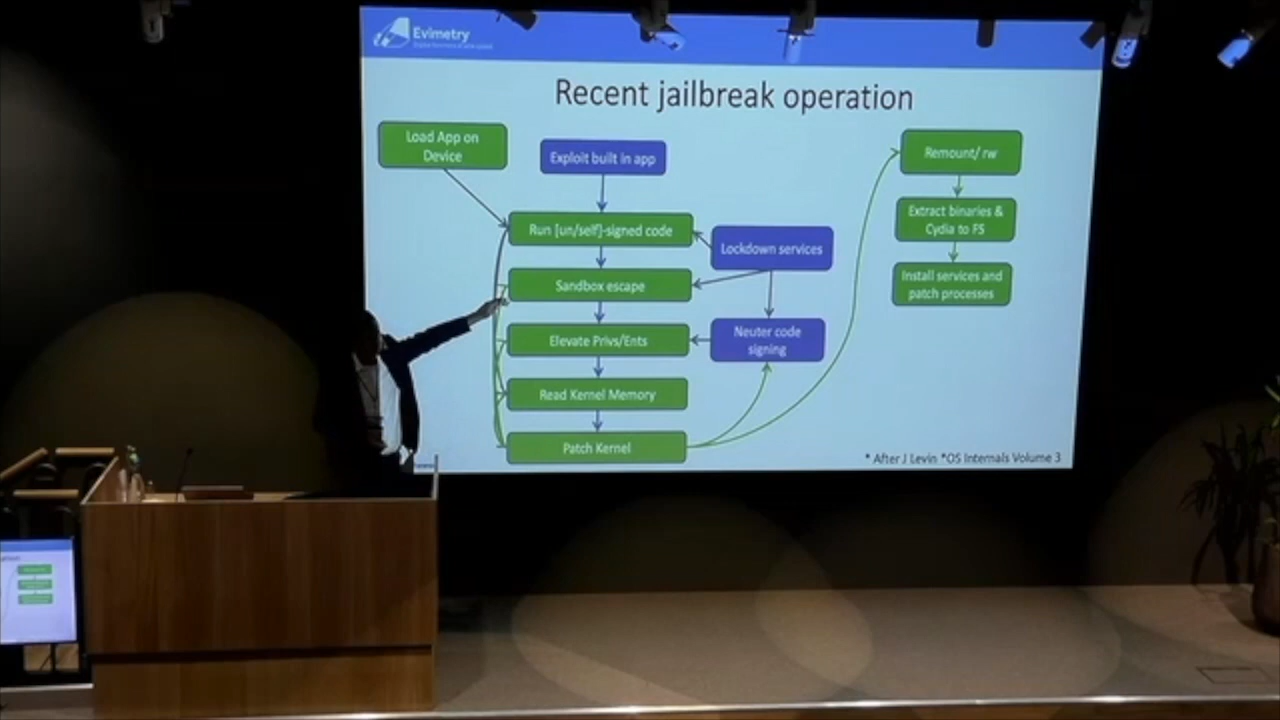 Evimetry
Recent jailbreak operation
Load App on
Device
Exploit built in app
Run [un/self]-signed code
Lockdown services
Sandbox escape
Elevate Privs/Ents
Neuter code
signing
Read Kernel Memory
Patch Kernel
Remount/ rw
Extract binaries &
Cydia to FS
Install services and
patch processes
* After J Levin *OS Internals Volume 3